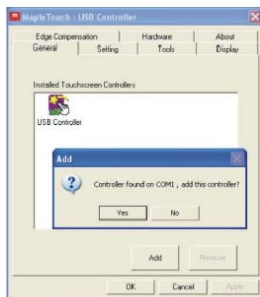 MapleTouch : USB Controller
Edge Compensation Hardware About
General Setting Tools Display
Installed Touchscreen Controllers
USB Controller
Add
Controller found on COM1 , add this controller?
Yes No
Add Remove
OK Cancel Apply